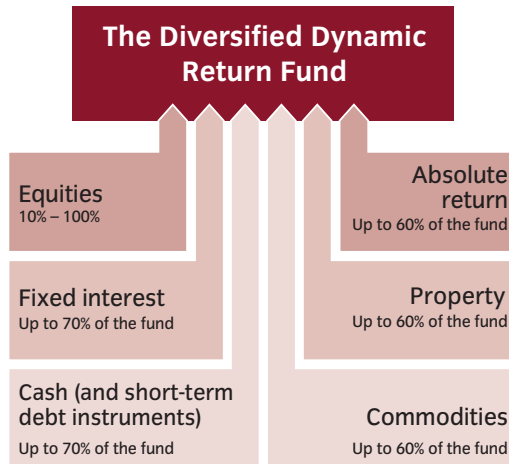 The Diversified Dynamic
Return Fund
Equities
10% – 100%
Absolute
return
Up to 60% of the fund
Fixed interest
Up to 70% of the fund
Property
Up to 60% of the fund
Cash (and short-term
debt instruments)
Up to 70% of the fund
Commodities
Up to 60% of the fund